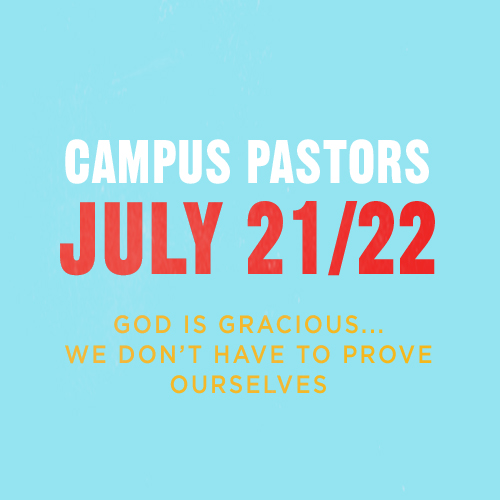 CAMPUS PASTORS
JULY 21/22
GOD IS GRACIOUS...
WE DON'T HAVE TO PROVE
OURSELVES